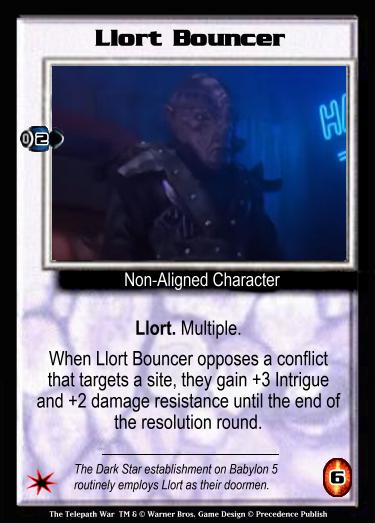 Llort Bouncer
HA
0 2
Non-Aligned Character
Llort. Multiple.
When Llort Bouncer opposes a conflict
that targets a site, they gain +3 Intrigue
and +2 damage resistance until the end of
the resolution round.
The Dark Star establishment on Babylon 5
routinely employs Llort as their doormen.
6
The Telepath War TM & © Warner Bros. Game Design © Precedence Publish